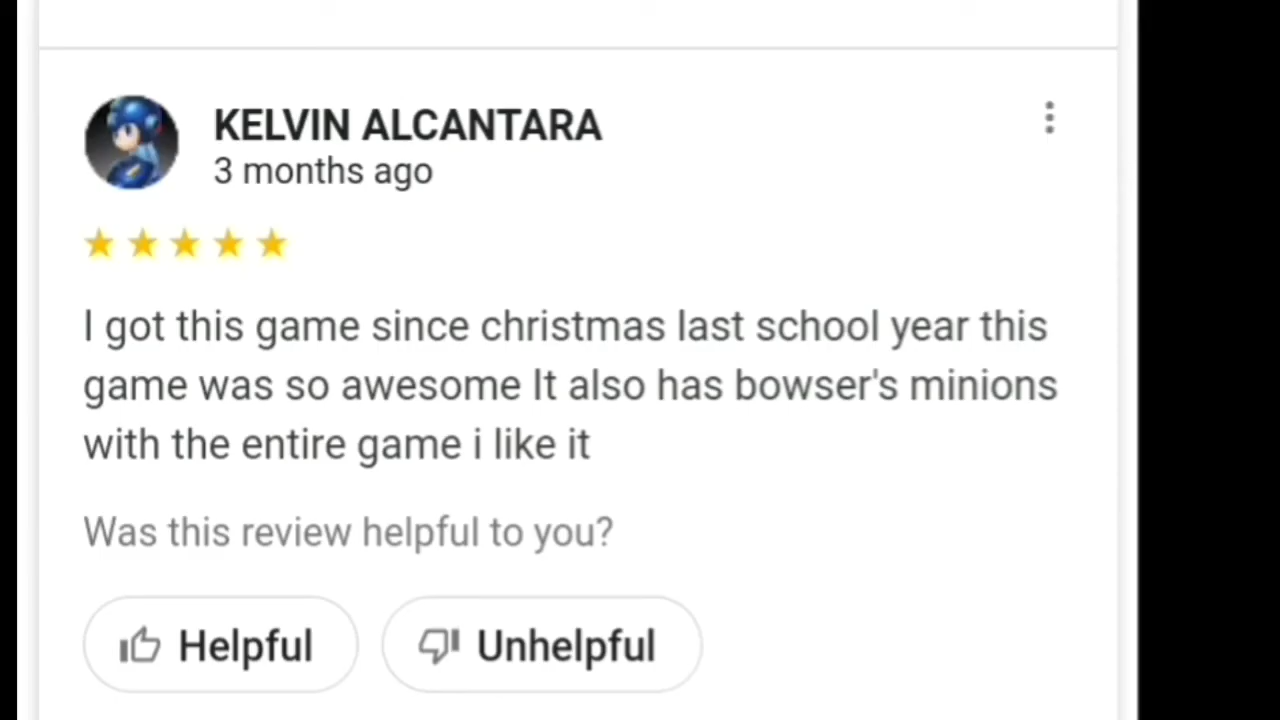 KELVIN ALCANTARA
3 months ago
I got this game since christmas last school year this
game was so awesome It also has bowser's minions
with the entire game i like it
Was this review helpful to you?
Helpful
Unhelpful